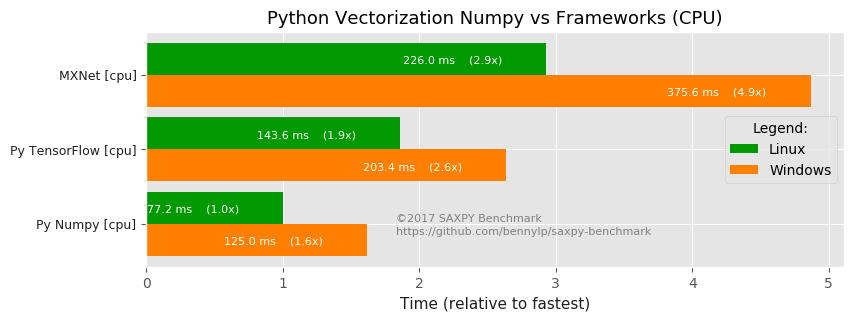 Python Vectorization Numpy vs Frameworks (CPU)
MXNet [cpu]
226.0 ms (2.9x)
375.6 ms (4.9x)
Py TensorFlow [cpu]
143.6 ms (1.9x)
203.4 ms (2.6x)
Py Numpy [cpu]
77.2 ms (1.0x)
125.0 ms (1.6x)
Legend:
Linux
Windows
©2017 SAXPY Benchmark
https://github.com/bennylp/saxpy-benchmark
0 1 2 3 4 5
Time (relative to fastest)